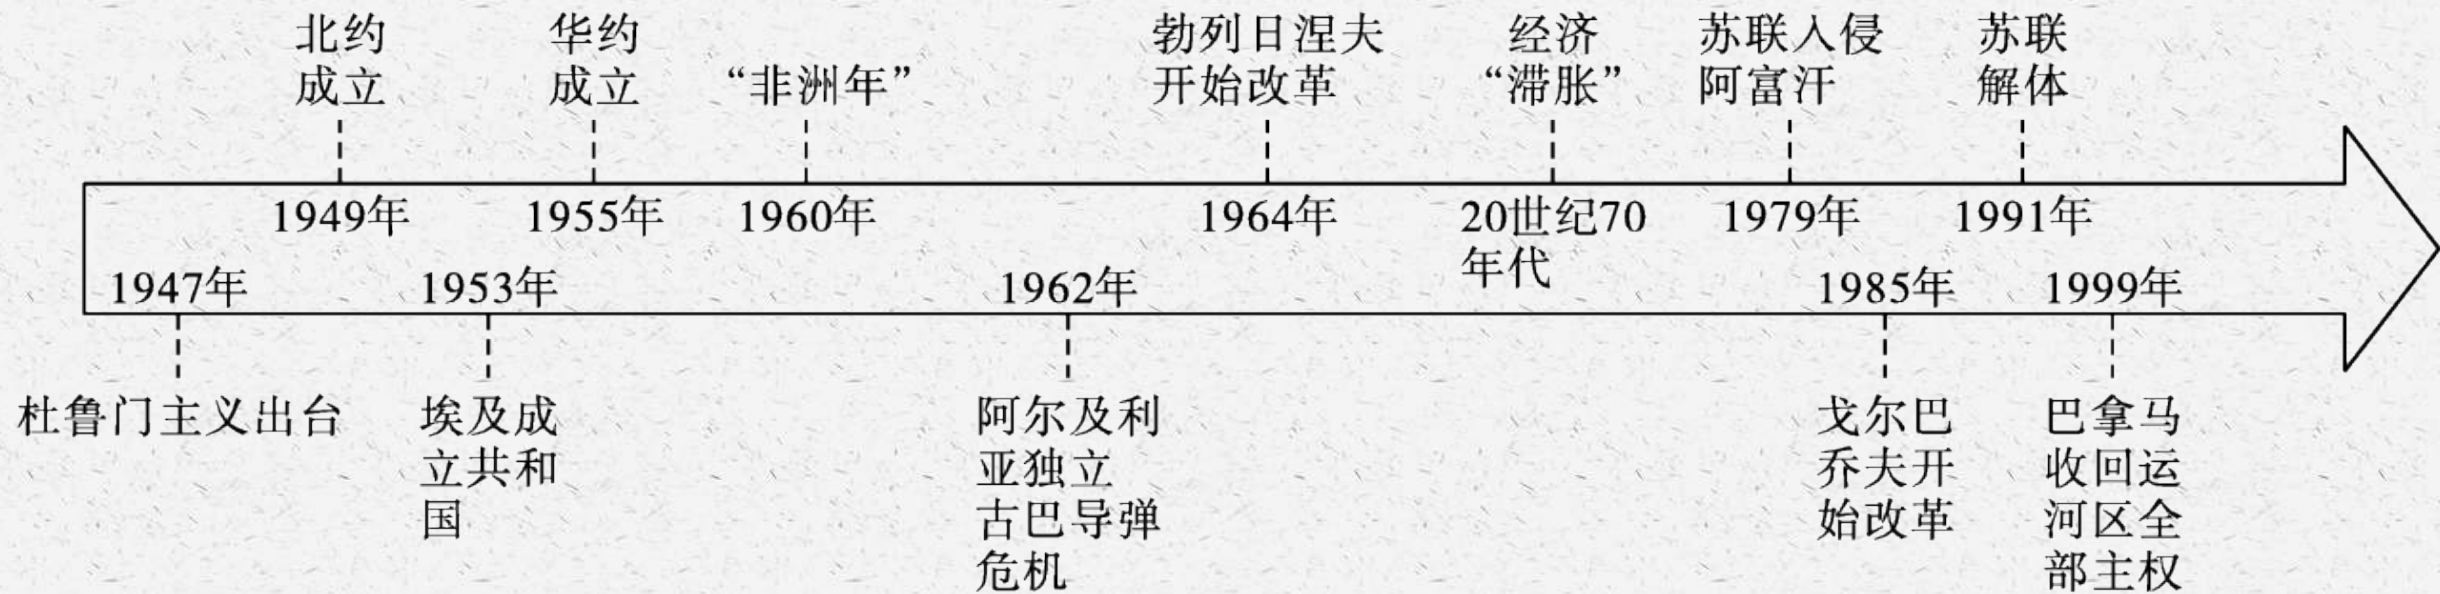 北约
成立
华约
成立
“非洲年”
勃列日涅夫
开始改革
经济
“滞胀”
苏联入侵
阿富汗
苏联
解体
1949年
1955年
1960年
1964年
20世纪70
年代
1979年
1991年
1947年
1953年
1962年
1985年
1999年
杜鲁门主义出台
埃及成
立共和
国
阿尔及利
亚独立
古巴导弹
危机
戈尔巴
乔夫开
始改革
巴拿马
收回运
河区全
部主权